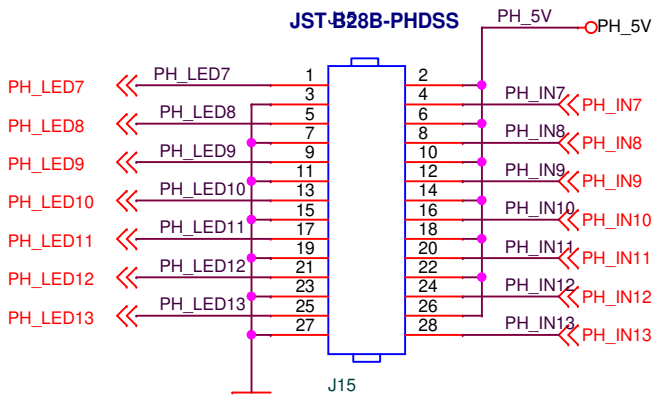 JST-B28B-PHDSS
PH_5V
PH_5V
PH_LED7
PH_LED7
1
2
3
4
PH_IN7
PH_IN7
PH_LED8
PH_LED8
5
6
7
8
PH_IN8
PH_IN8
PH_LED9
PH_LED9
9
10
11
12
PH_IN9
PH_IN9
PH_LED10
PH_LED10
13
14
15
16
PH_IN10
PH_IN10
PH_LED11
PH_LED11
17
18
19
20
PH_IN11
PH_IN11
PH_LED12
PH_LED12
21
22
23
24
PH_IN12
PH_IN12
PH_LED13
PH_LED13
25
26
27
28
PH_IN13
PH_IN13
J15